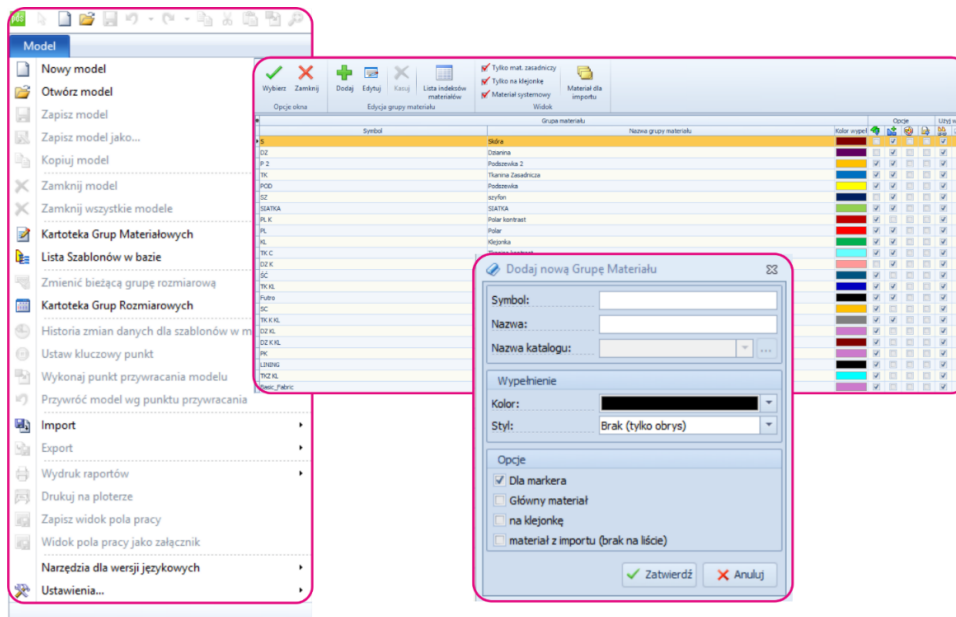 Model
Nowy model
Otwórz model
Zapisz model
Zapisz model jako...
Kopiuj model
Zamknij model
Zamknij wszystkie modele
Kartoteka Grup Materiałowych
Lista Szablonów w bazie
Zmienić bieżącą grupę rozmiarową
Kartoteka Grup Rozmiarowych
Historia zmian danych dla szablonów w m
Ustaw kluczowy punkt
Wykonaj punkt przywracania modelu
Przywróć model wg punktu przywracania
Import
Export
Wydruk raportów
Drukuj na ploterze
Zapisz widok pola pracy
Widok pola pracy jako załącznik
Narzędzia dla wersji językowych
Ustawienia...
Wybierz Zamknij
Opcje okna
Dodaj Edytuj Kasuj Lista indeksów materiałów
Edycja grupy materiału
Tylko mat. zasadniczy
Tylko na klejonkę
Materiał systemowy
Materiał dla importu
Widok
Grupa materiału Opcje Użyj w
Symbol Nazwa grupy materiału Kolor wypeł
S Skóra
DZ Dzianina
P 2 Podszewka 2
TK Tkanina Zasadnicza
POD Podszewka
SZ szyfon
SIATKA SIATKA
PL K Polar kontrast
PL Polar
KL Klejonka
TK C
DZ K
SC
TK KL
Futro
SC
TK K KL
DZ KL
DZ K KL
PK
LINING
TKZ KL
Basic_Fabric
Dodaj nową Grupę Materiału
Symbol:
Nazwa:
Nazwa katalogu: ...
Wypełnienie
Kolor:
Styl: Brak (tylko obrys)
Opcje
Dla markera
Główny materiał
na klejonkę
materiał z importu (brak na liście)
Zatwierdź Anuluj